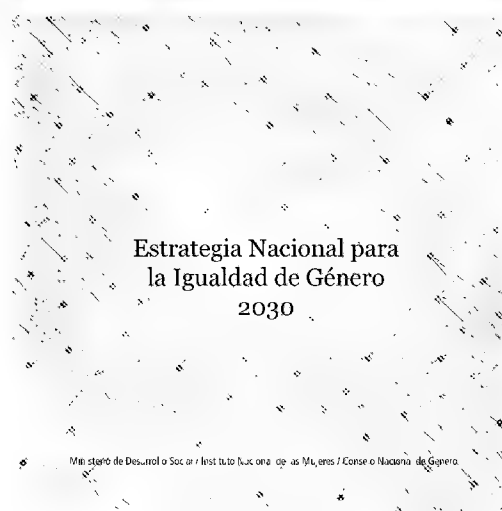 Estrategia Nacional para
la Igualdad de Género
2030
Ministerio de Desarrollo Social / Instituto Nacional de las Mujeres / Consejo Nacional de Género